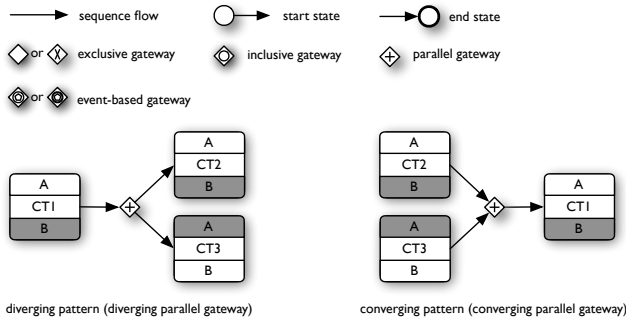 sequence flow start state end state
or exclusive gateway inclusive gateway parallel gateway
or event-based gateway
A A
A CT2 CT2 A
CT1 B B CT1
B A A B
CT3 CT3
B B
diverging pattern (diverging parallel gateway) converging pattern (converging parallel gateway)